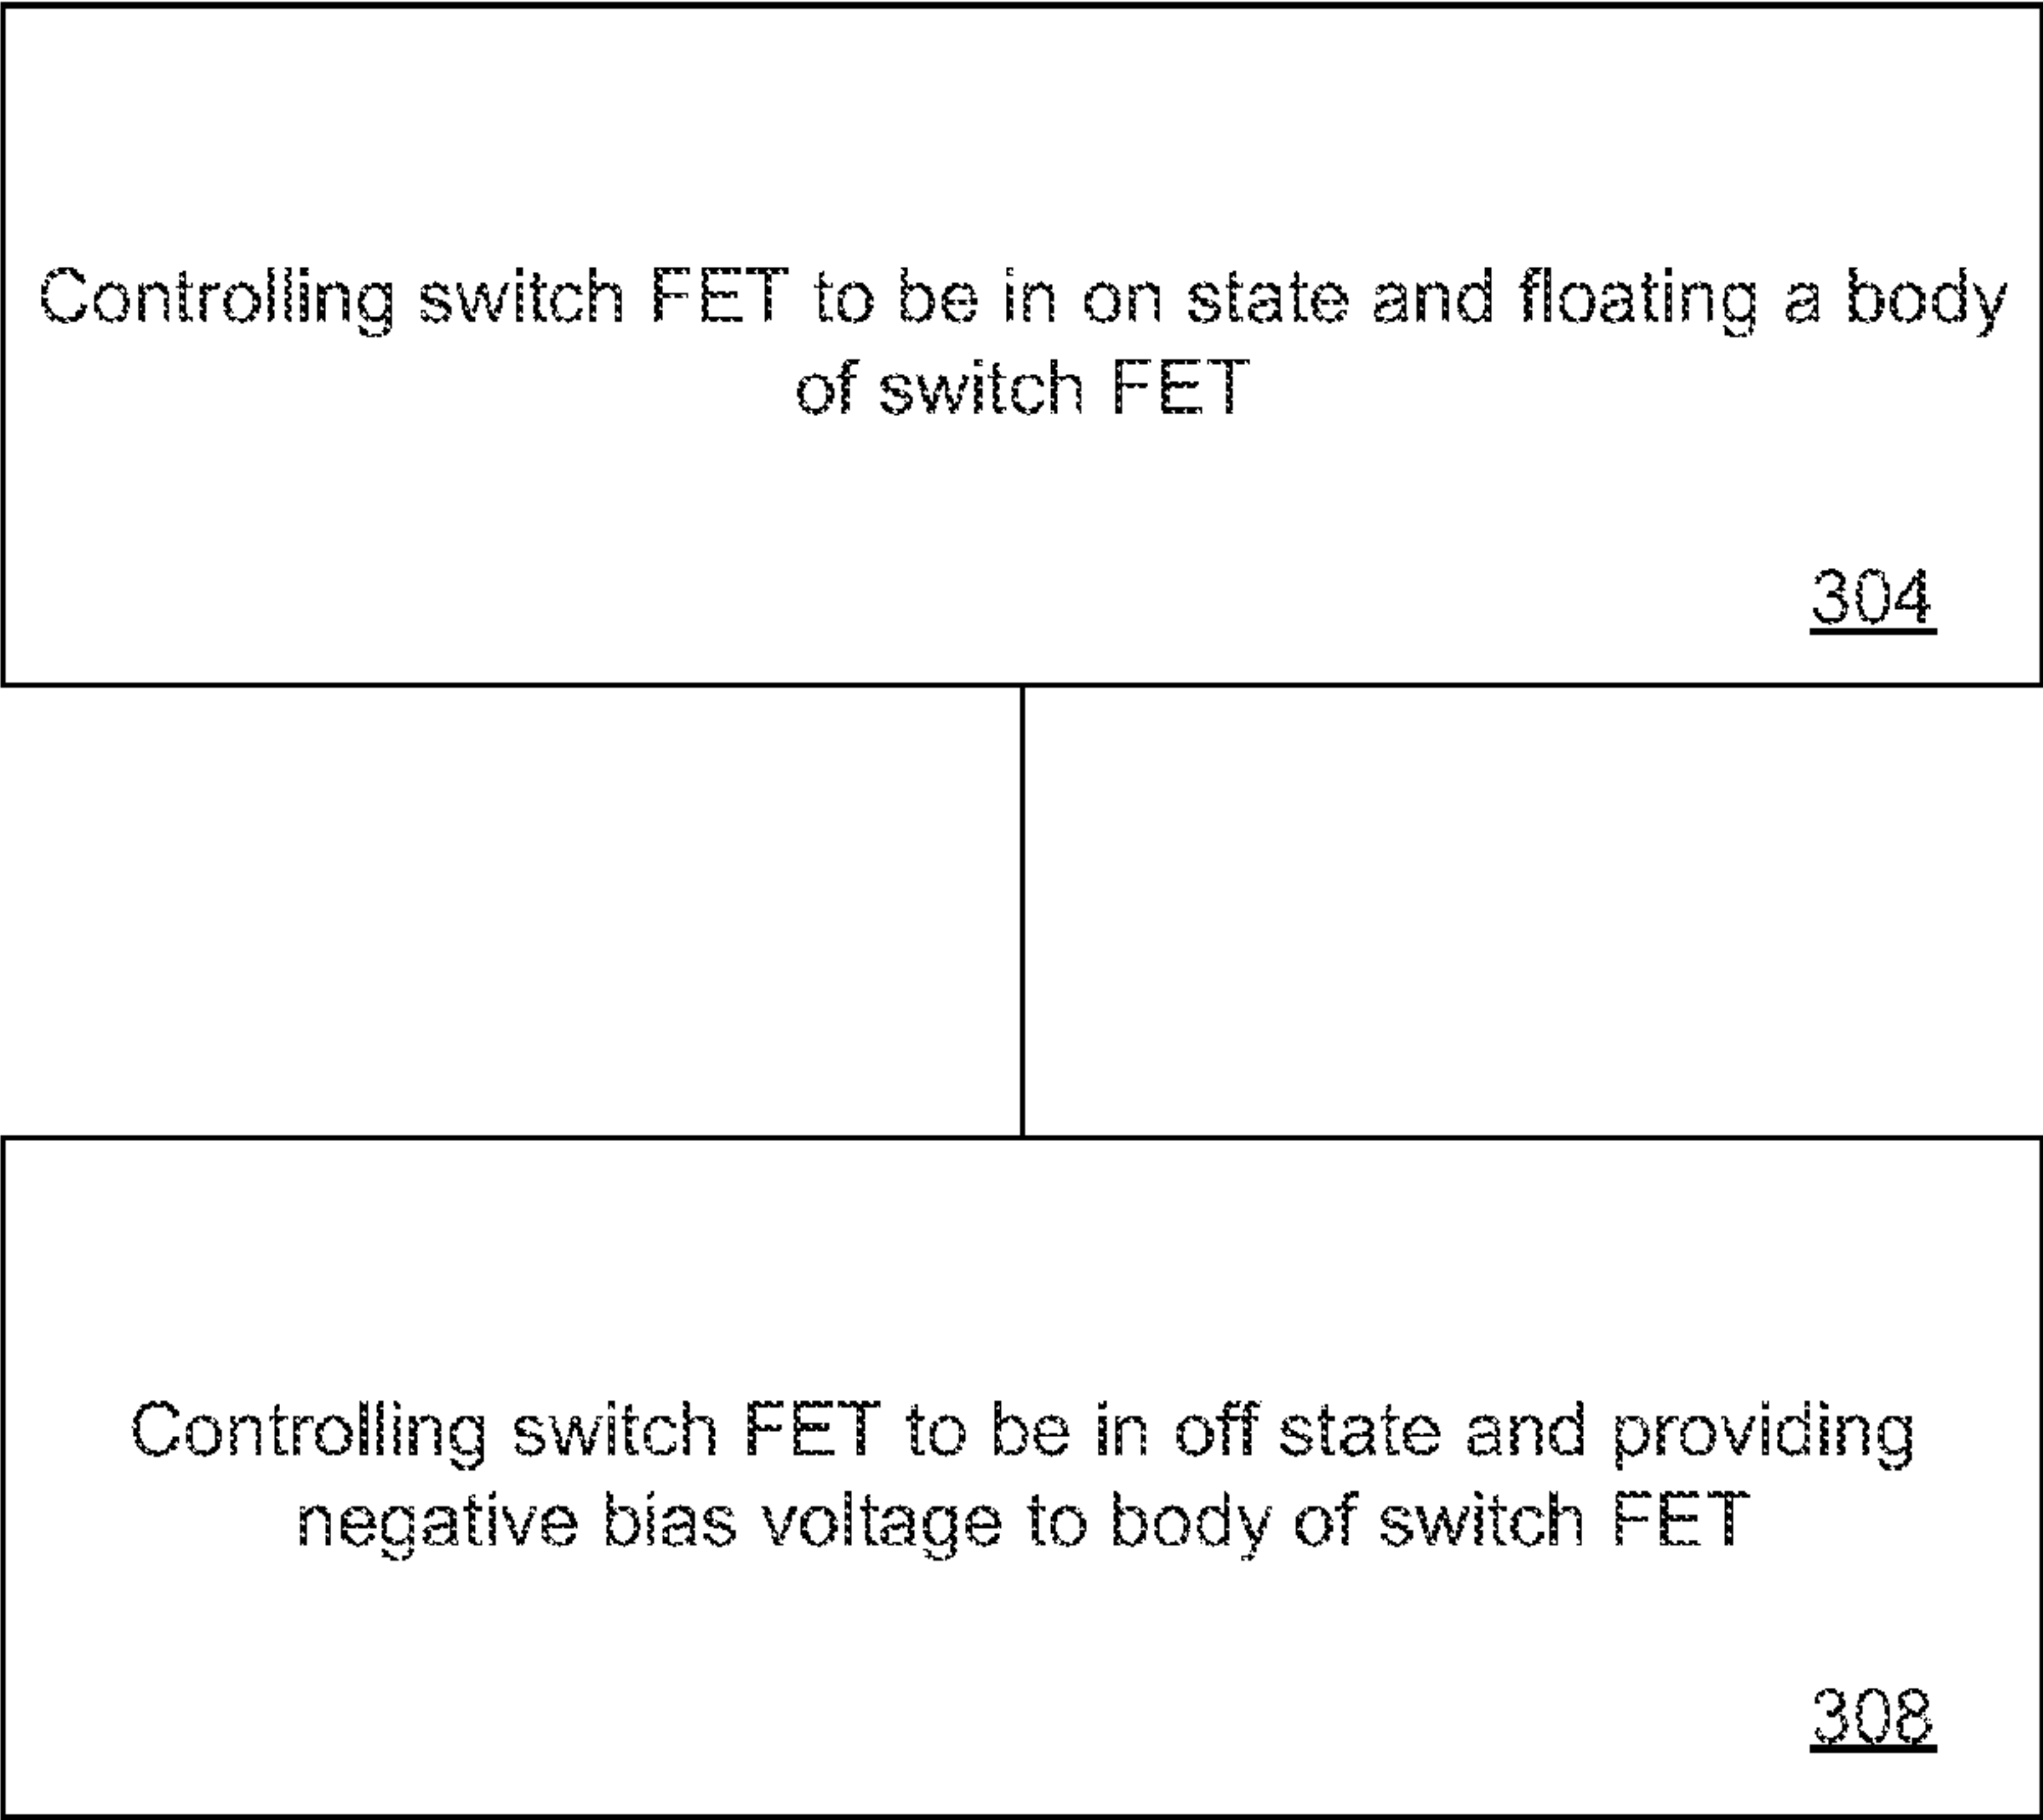 Controlling switch FET to be in on state and floating a body
of switch FET
304
Controlling switch FET to be in off state and providing
negative bias voltage to body of switch FET
308